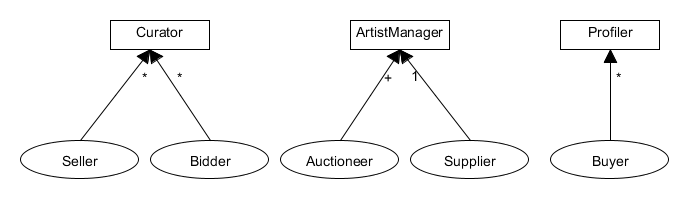 Curator
ArtistManager
Profiler
*
*
+
1
*
Seller
Bidder
Auctioneer
Supplier
Buyer